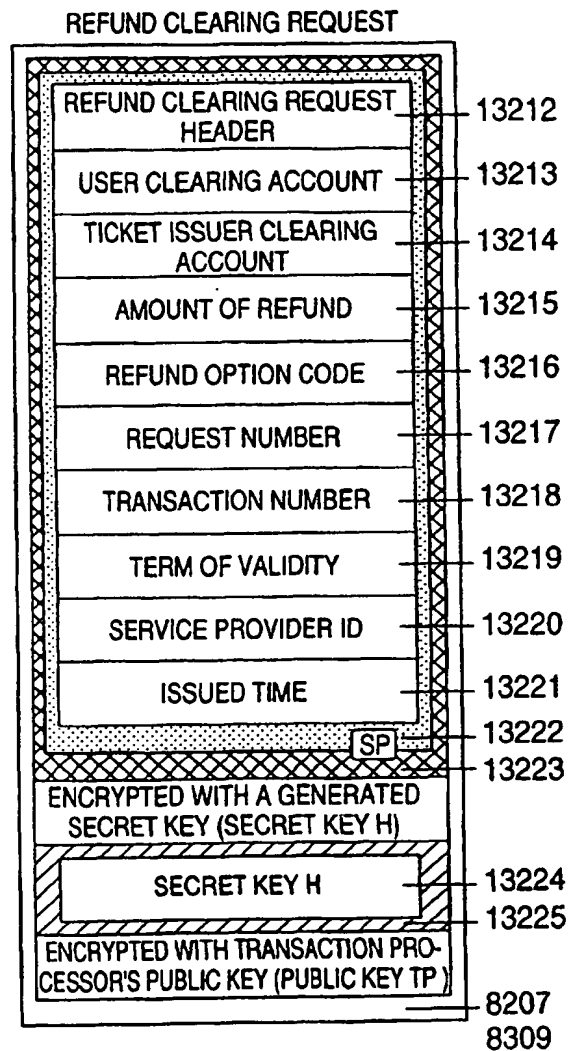 REFUND CLEARING REQUEST
REFUND CLEARING REQUEST
HEADER
13212
USER CLEARING ACCOUNT
13213
TICKET ISSUER CLEARING
ACCOUNT
13214
AMOUNT OF REFUND
13215
REFUND OPTION CODE
13216
REQUEST NUMBER
13217
TRANSACTION NUMBER
13218
TERM OF VALIDITY
13219
SERVICE PROVIDER ID
13220
ISSUED TIME
13221
SP
13222
13223
ENCRYPTED WITH A GENERATED
SECRET KEY (SECRET KEY H)
SECRET KEY H
13224
13225
ENCRYPTED WITH TRANSACTION PRO-
CESSOR'S PUBLIC KEY (PUBLIC KEY TP )
8207
8309